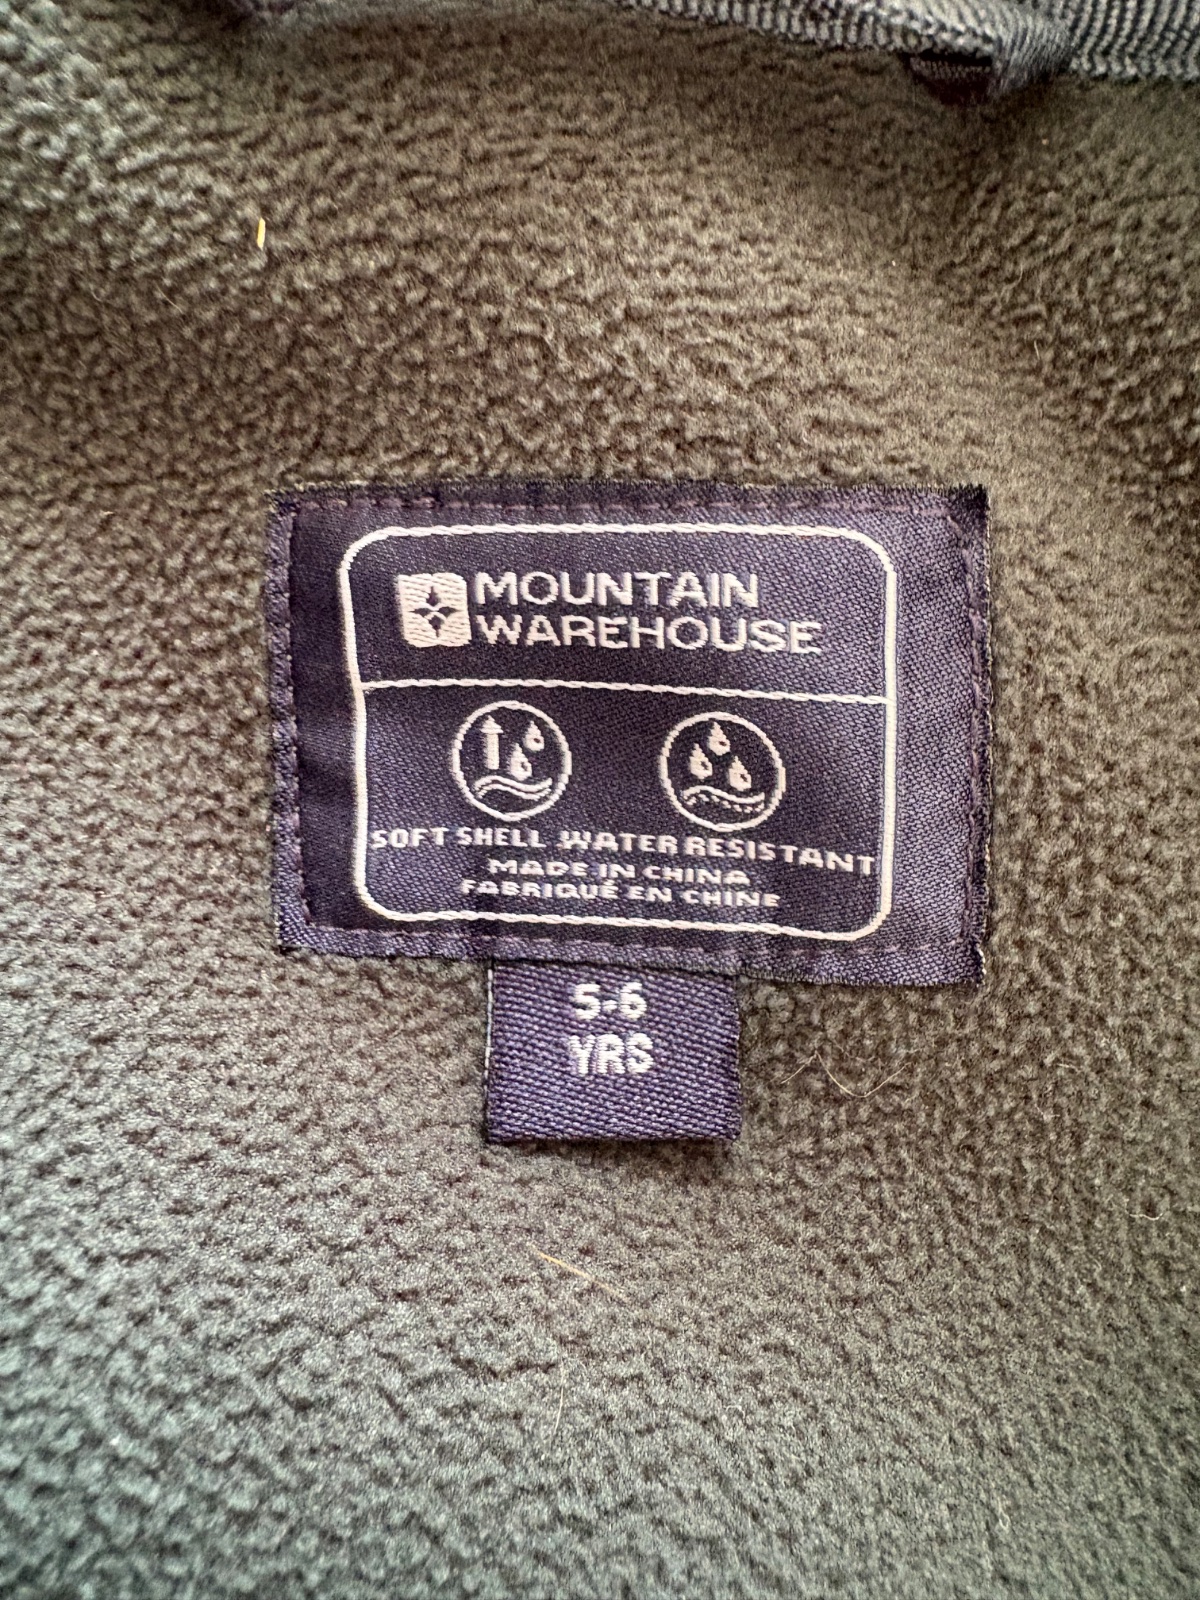 MOUNTAIN
WAREHOUSE
SOFT SHELL WATER RESISTANT
MADE IN CHINA
FABRIQUÉ EN CHINE
5-6
YRS